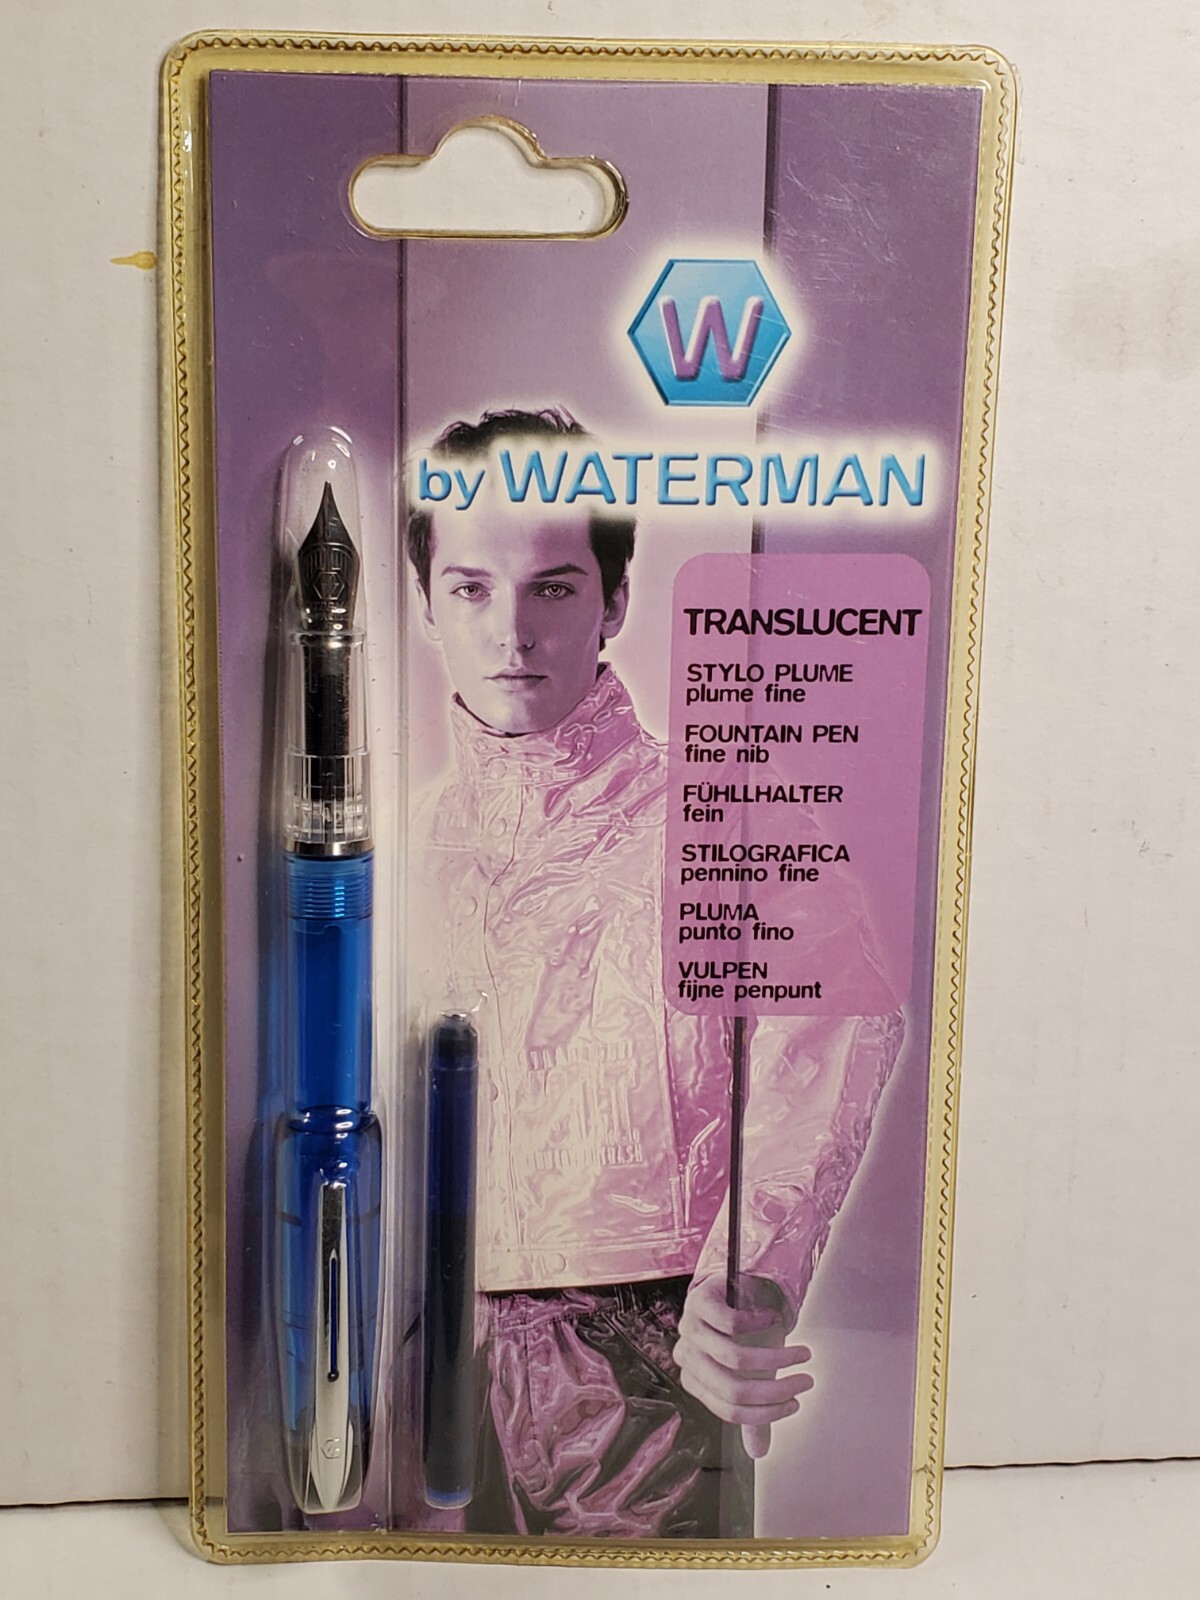 W
by WATERMAN
TRANSLUCENT
STYLO PLUME
plume fine
FOUNTAIN PEN
fine nib
FÜHLLHALTER
fein
STILOGRAFICA
pennino fine
PLUMA
punto fino
VULPEN
fijne penpunt